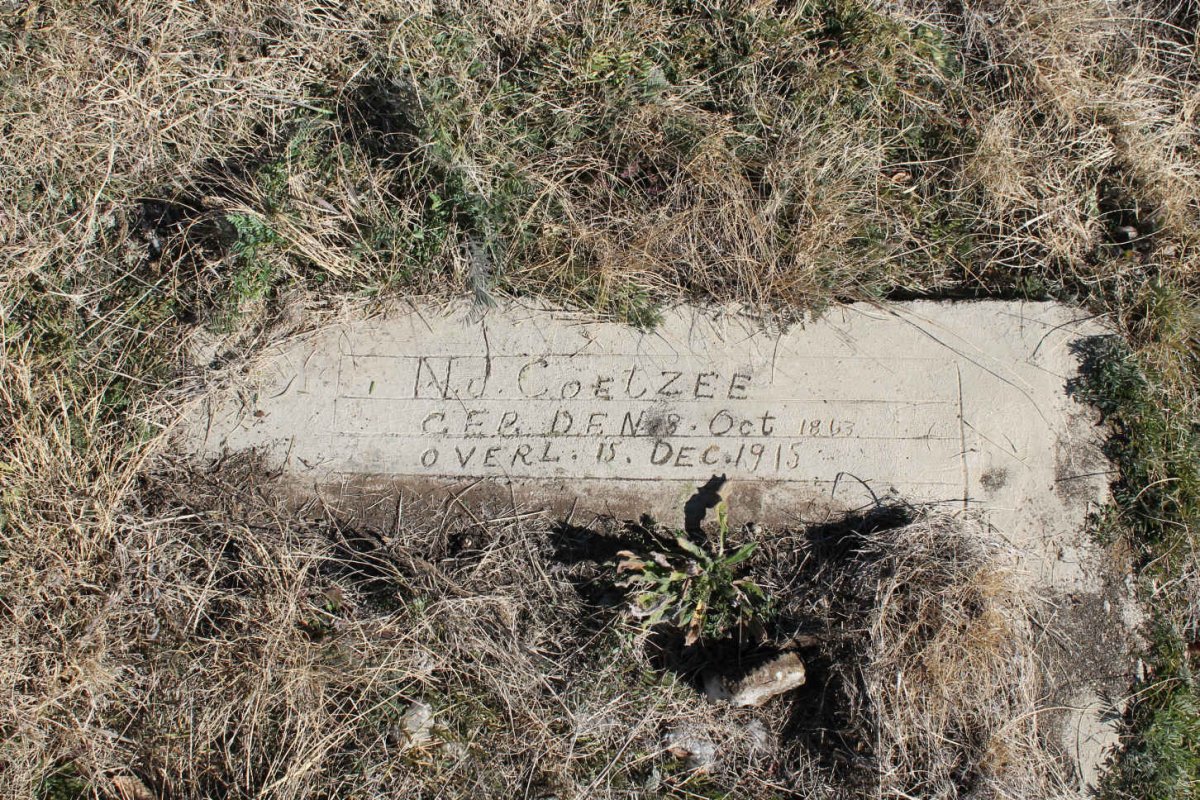 N.J. COETZEE
GEB. DEN 8. Oct 1863
OVERL. 15. DEC. 1915